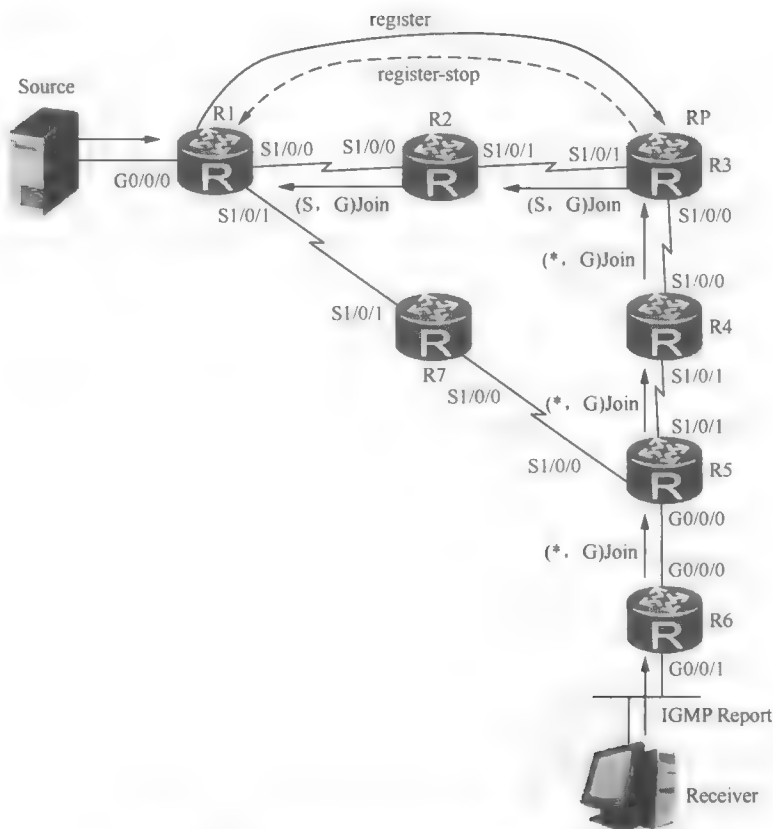 register
register-stop
Source
R1
R2
RP
S1/0/0
S1/0/0
S1/0/1
S1/0/1
R3
G0/0/0
R
R
R
S1/0/1
(S, G)Join
(S, G)Join
S1/0/0
(*, G)Join
S1/0/0
S1/0/1
R
R
R4
R7
S1/0/1
S1/0/0
(*, G)Join
S1/0/1
S1/0/0
R
R5
G0/0/0
(*, G)Join
G0/0/0
R
R6
G0/0/1
IGMP Report
Receiver